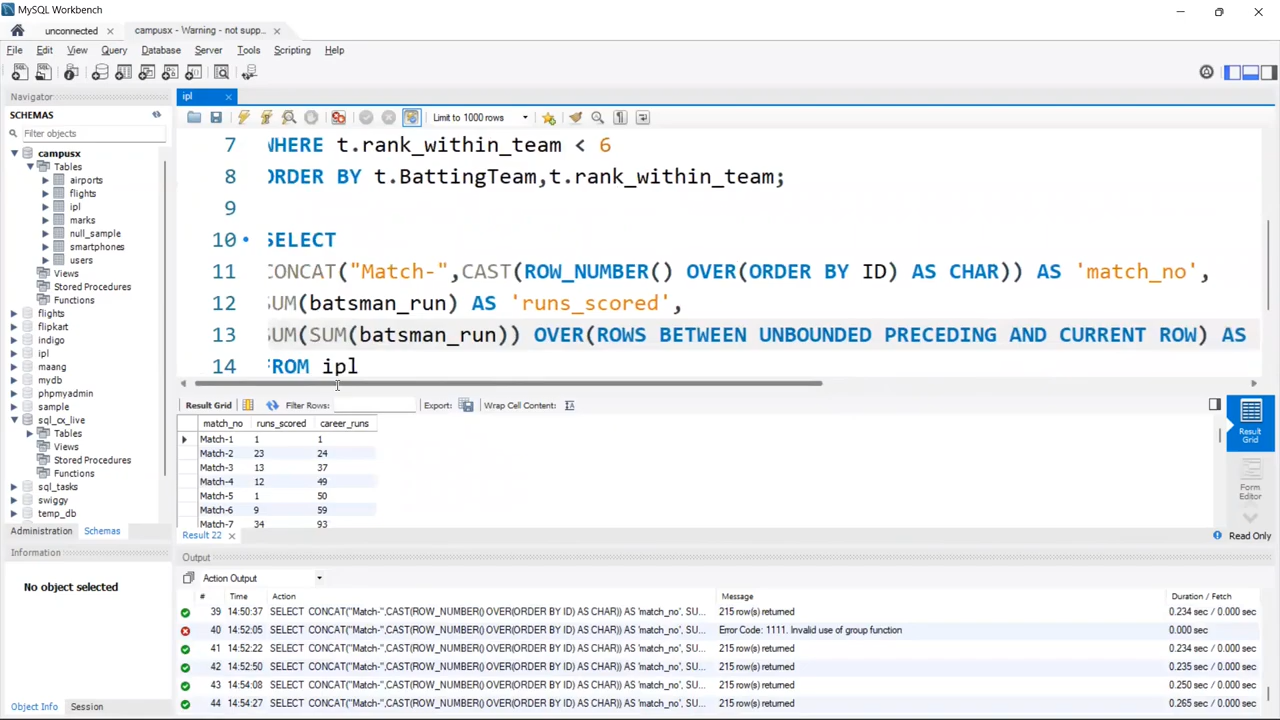 MySQL Workbench
unconnected
campusx - Warning - not supp...
File Edit View Query Database Server Tools Scripting Help
Navigator
SCHEMAS
Filter objects
campusx
Tables
airports
flights
ipl
marks
null_sample
smartphones
users
Views
Stored Procedures
Functions
flights
flipkart
indigo
ipl
maang
mydb
phpmyadmin
sample
sql_cx_live
Tables
Views
Stored Procedures
Functions
sql_tasks
swiggy
temp_db
Administration Schemas
Information
No object selected
Object Info Session
ipl
Limit to 1000 rows
7 WHERE t.rank_within_team < 6
8 ORDER BY t.BattingTeam,t.rank_within_team;
9
10 SELECT
11 CONCAT("Match-",CAST(ROW_NUMBER() OVER(ORDER BY ID) AS CHAR)) AS 'match_no',
12 SUM(batsman_run) AS 'runs_scored',
13 SUM(SUM(batsman_run)) OVER(ROWS BETWEEN UNBOUNDED PRECEDING AND CURRENT ROW) AS
14 FROM ipl
Result Grid Filter Rows: Export: Wrap Cell Content:
match_no runs_scored career_runs
Match-1 1 1
Match-2 23 24
Match-3 13 37
Match-4 12 49
Match-5 1 50
Match-6 9 59
Match-7 34 93
Result Grid
Form Editor
Result 22
Read Only
Output
Action Output
# Time Action Message Duration / Fetch
39 14:50:37 SELECT CONCAT("Match-",CAST(ROW_NUMBER() OVER(ORDER BY ID) AS CHAR)) AS 'match_no', SU... 215 row(s) returned 0.234 sec / 0.000 sec
40 14:52:05 SELECT CONCAT("Match-",CAST(ROW_NUMBER() OVER(ORDER BY ID) AS CHAR)) AS 'match_no', SU... Error Code: 1111. Invalid use of group function 0.000 sec
41 14:52:22 SELECT CONCAT("Match-",CAST(ROW_NUMBER() OVER(ORDER BY ID) AS CHAR)) AS 'match_no', SU... 215 row(s) returned 0.234 sec / 0.000 sec
42 14:52:50 SELECT CONCAT("Match-",CAST(ROW_NUMBER() OVER(ORDER BY ID) AS CHAR)) AS 'match_no', SU... 215 row(s) returned 0.235 sec / 0.000 sec
43 14:54:08 SELECT CONCAT("Match-",CAST(ROW_NUMBER() OVER(ORDER BY ID) AS CHAR)) AS 'match_no', SU... 215 row(s) returned 0.250 sec / 0.000 sec
44 14:54:27 SELECT CONCAT("Match-",CAST(ROW_NUMBER() OVER(ORDER BY ID) AS CHAR)) AS 'match_no', SU... 215 row(s) returned 0.265 sec / 0.000 sec